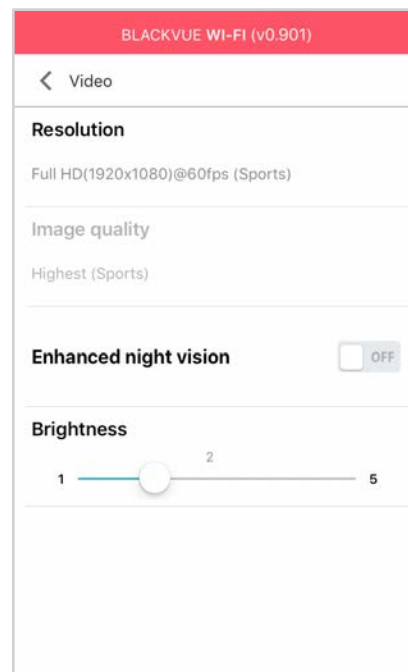 BLACKVUE WI-FI (v0.901)
Video
Resolution
Full HD(1920x1080)@60fps (Sports)
Image quality
Highest (Sports)
Enhanced night vision
OFF
Brightness
2
1
5